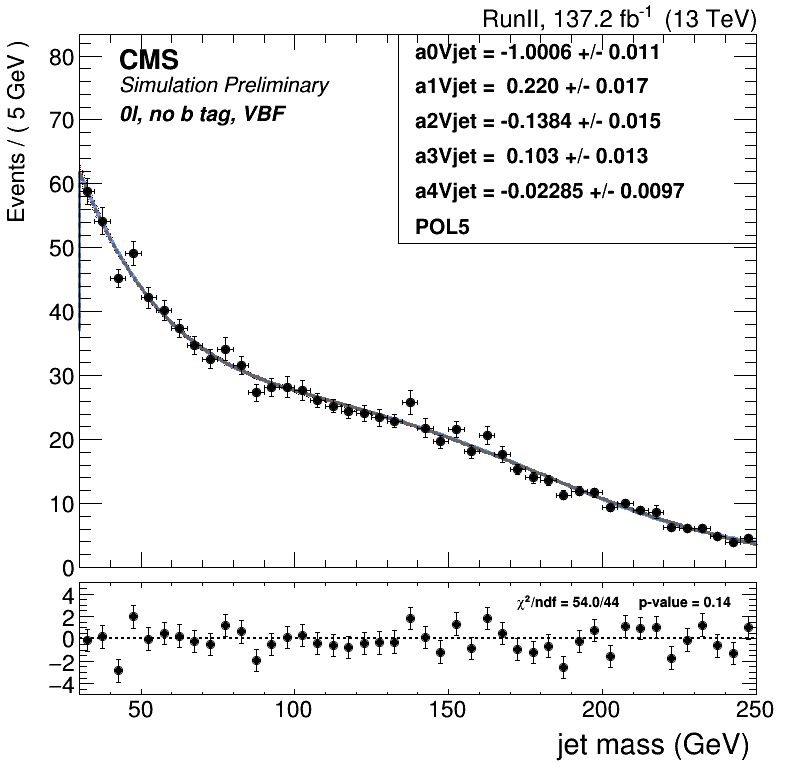 RunII, 137.2 fb-1 (13 TeV)
CMS
Simulation Preliminary
0l, no b tag, VBF
a0Vjet = -1.0006 +/- 0.011
a1Vjet = 0.220 +/- 0.017
a2Vjet = -0.1384 +/- 0.015
a3Vjet = 0.103 +/- 0.013
a4Vjet = -0.02285 +/- 0.0097
POL5
Events / ( 5 GeV )
80
70
60
50
40
30
20
10
0
χ²/ndf = 54.0/44 p-value = 0.14
4
2
0
−2
−4
50 100 150 200 250
jet mass (GeV)